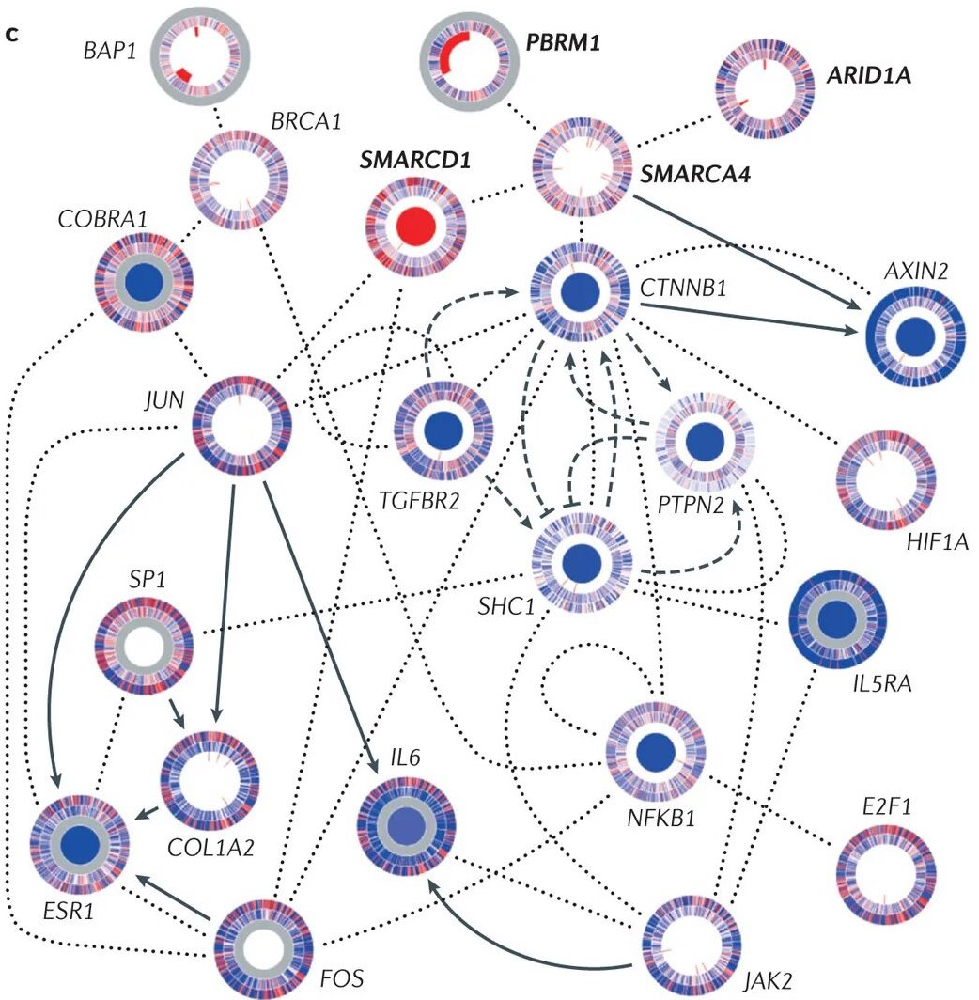 c
BAP1
PBRM1
ARID1A
BRCA1
SMARCD1
SMARCA4
COBRA1
CTNNB1
AXIN2
JUN
TGFBR2
PTPN2
HIF1A
SP1
SHC1
IL5RA
IL6
NFKB1
E2F1
COL1A2
ESR1
FOS
JAK2